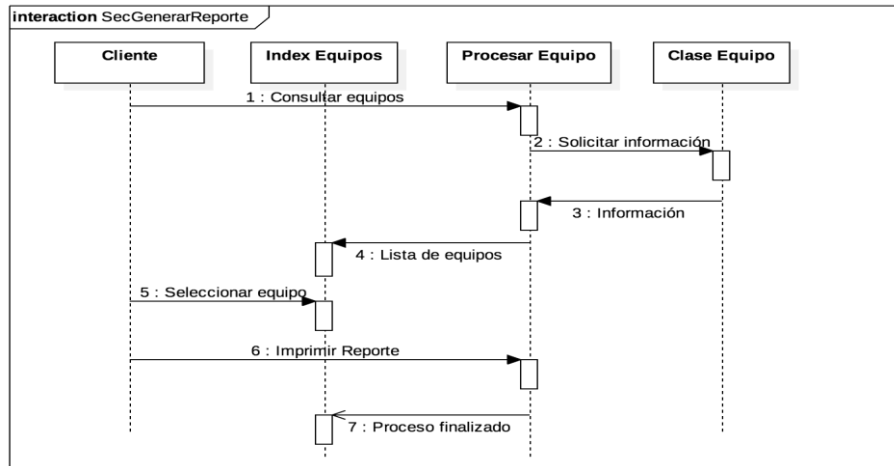 interaction SecGenerarReporte
Cliente
Index Equipos
Procesar Equipo
Clase Equipo
1 : Consultar equipos
2 : Solicitar información
3 : Información
4 : Lista de equipos
5 : Seleccionar equipo
6 : Imprimir Reporte
7 : Proceso finalizado